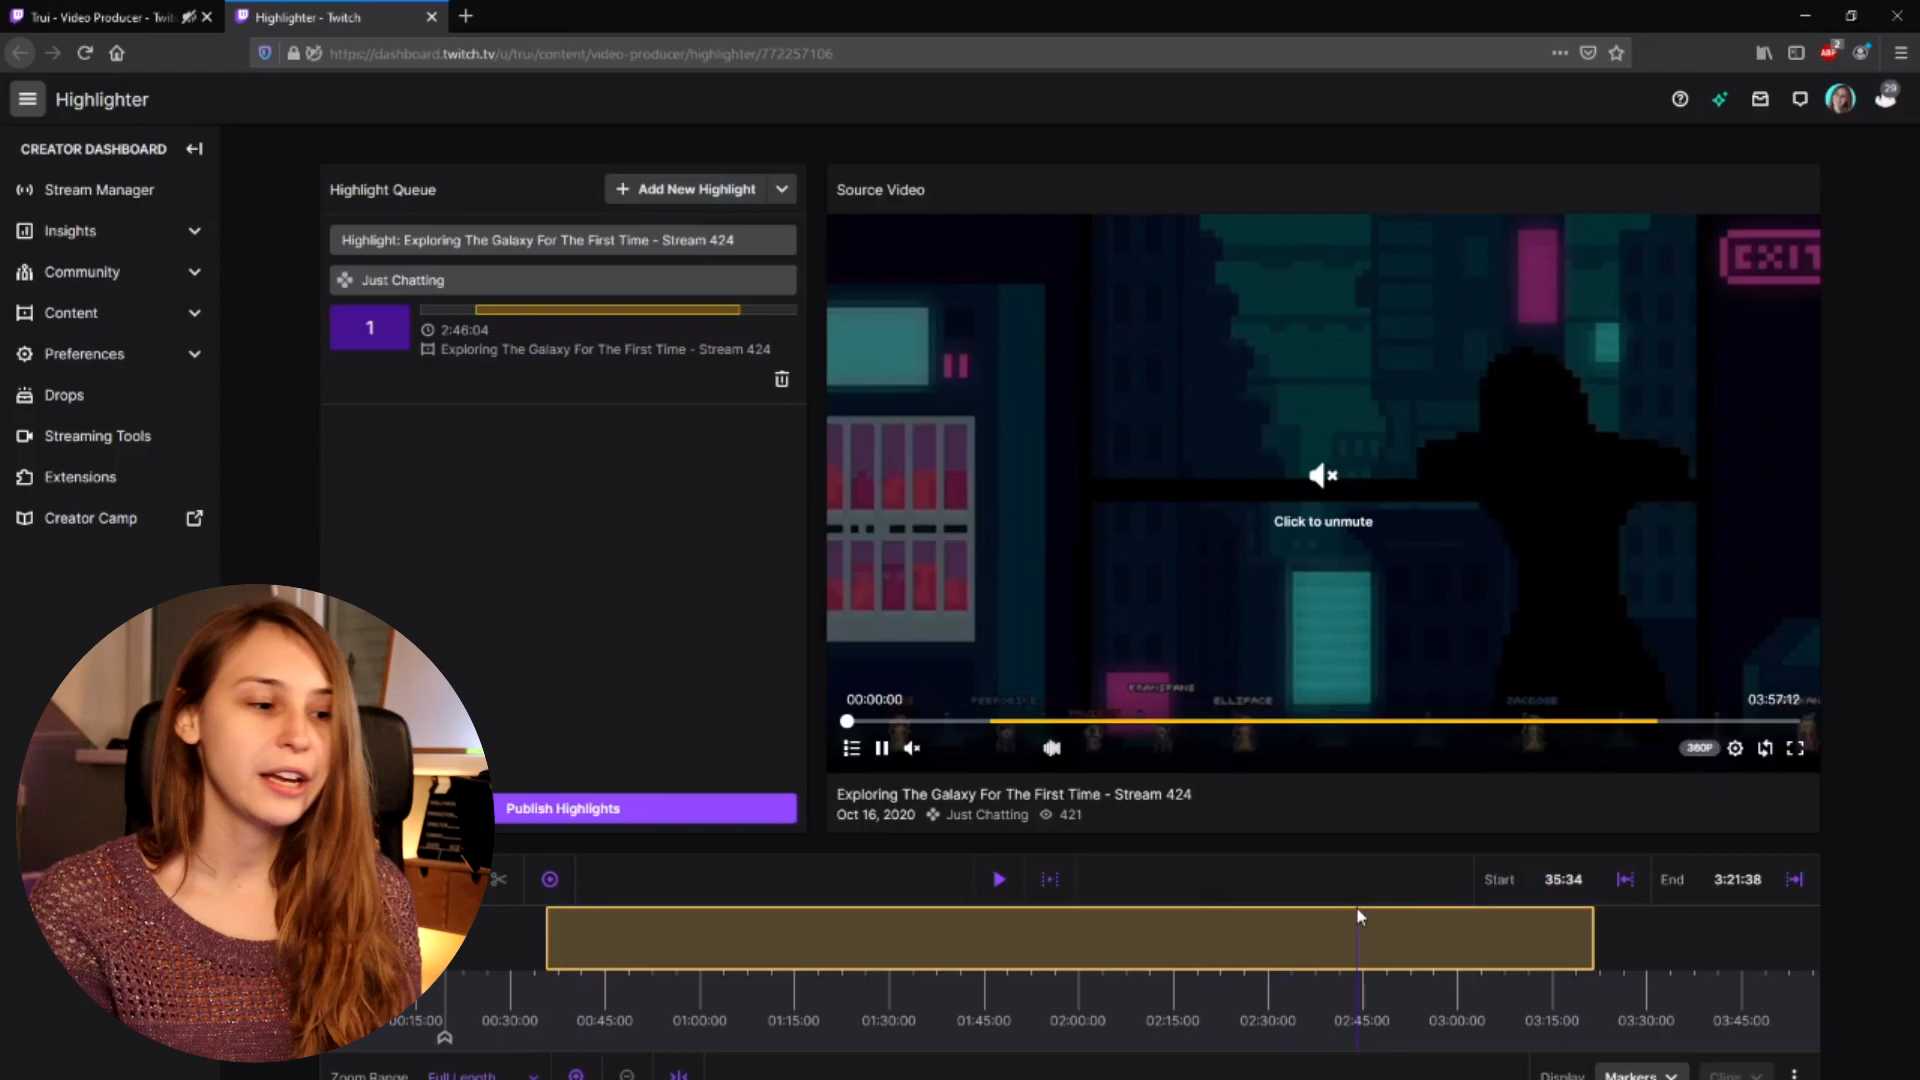 Trui - Video Producer - Twit
Highlighter - Twitch
https://dashboard.twitch.tv/u/trui/content/video-producer/highlighter/772257106
ABP
2
Highlighter
29
CREATOR DASHBOARD
Stream Manager
Insights
Community
Content
Preferences
Drops
Streaming Tools
Extensions
Creator Camp
Highlight Queue
Add New Highlight
Highlight: Exploring The Galaxy For The First Time - Stream 424
Just Chatting
1
2:46:04
Exploring The Galaxy For The First Time - Stream 424
Publish Highlights
Source Video
EXIT
Click to unmute
ELLIFACE
00:00:00
03:57:12
360P
Exploring The Galaxy For The First Time - Stream 424
Oct 16, 2020 Just Chatting 421
Start 35:34 End 3:21:38
00:15:00 00:30:00 00:45:00 01:00:00 01:15:00 01:30:00 01:45:00 02:00:00 02:15:00 02:30:00 02:45:00 03:00:00 03:15:00 03:30:00 03:45:00
Zoom Range Full Length Display Markers Clips